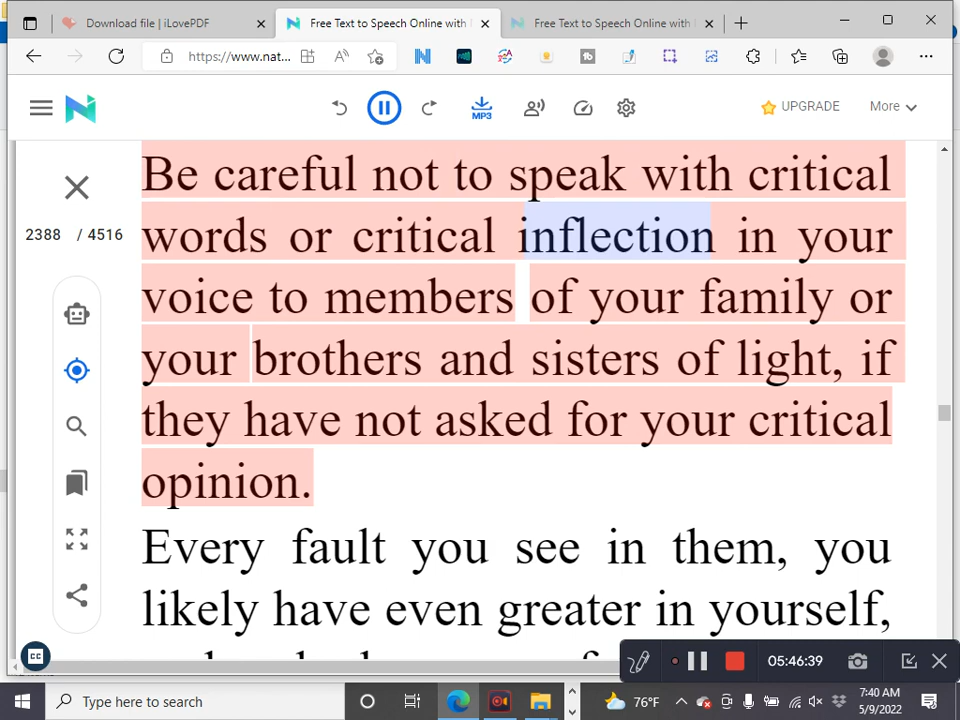 Download file | iLovePDF
Free Text to Speech Online with
Free Text to Speech Online with
https://www.nat...
UPGRADE
More
MP3
2388 / 4516
Be careful not to speak with critical
words or critical inflection in your
voice to members of your family or
your brothers and sisters of light, if
they have not asked for your critical
opinion.
Every fault you see in them, you
likely have even greater in yourself,
CC
05:46:39
Type here to search
76°F
7:40 AM
5/9/2022